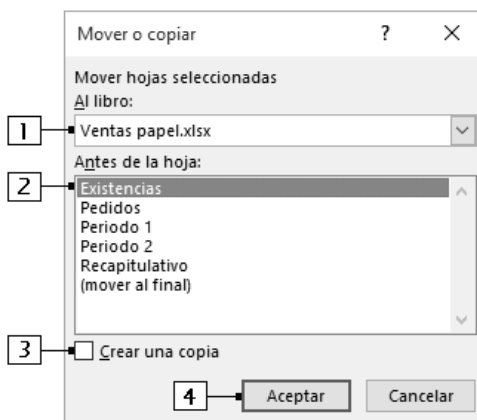 Mover o copiar ? ×
Mover hojas seleccionadas
Al libro:
1 Ventas papel.xlsx
Antes de la hoja:
2 Existencias
Pedidos
Periodo 1
Periodo 2
Recapitulativo
(mover al final)
3 Crear una copia
4 Aceptar Cancelar